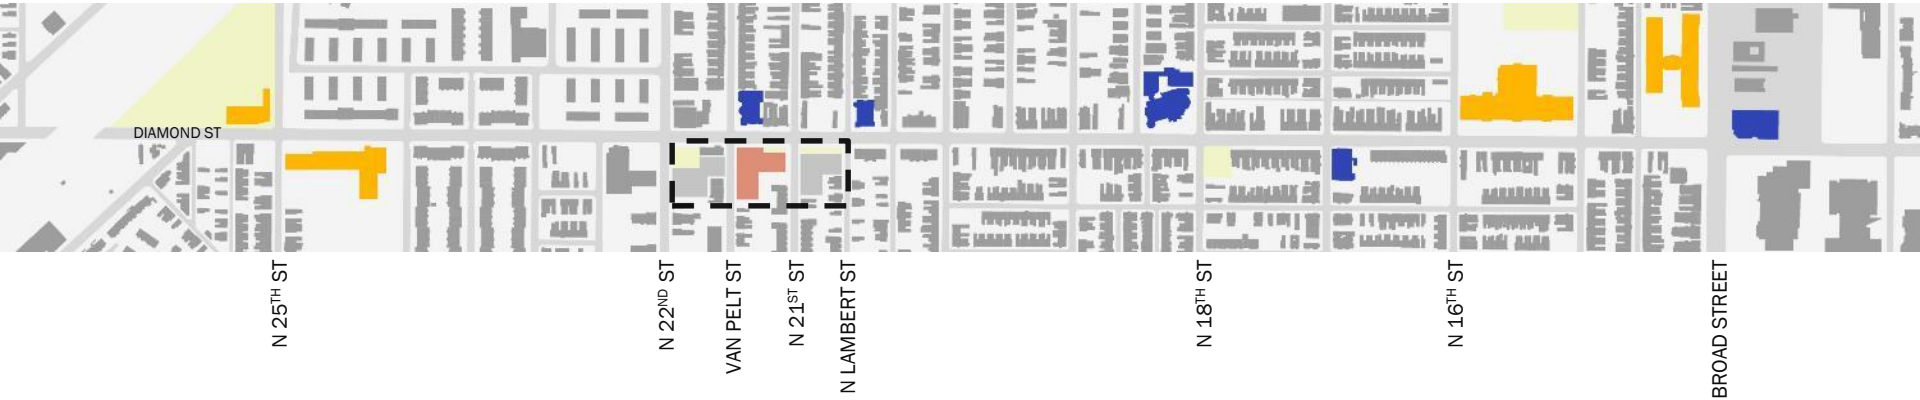 DIAMOND ST
N 25TH ST
N 22ND ST
VAN PELT ST
N 21ST ST
N LAMBERT ST
N 18TH ST
N 16TH ST
BROAD STREET